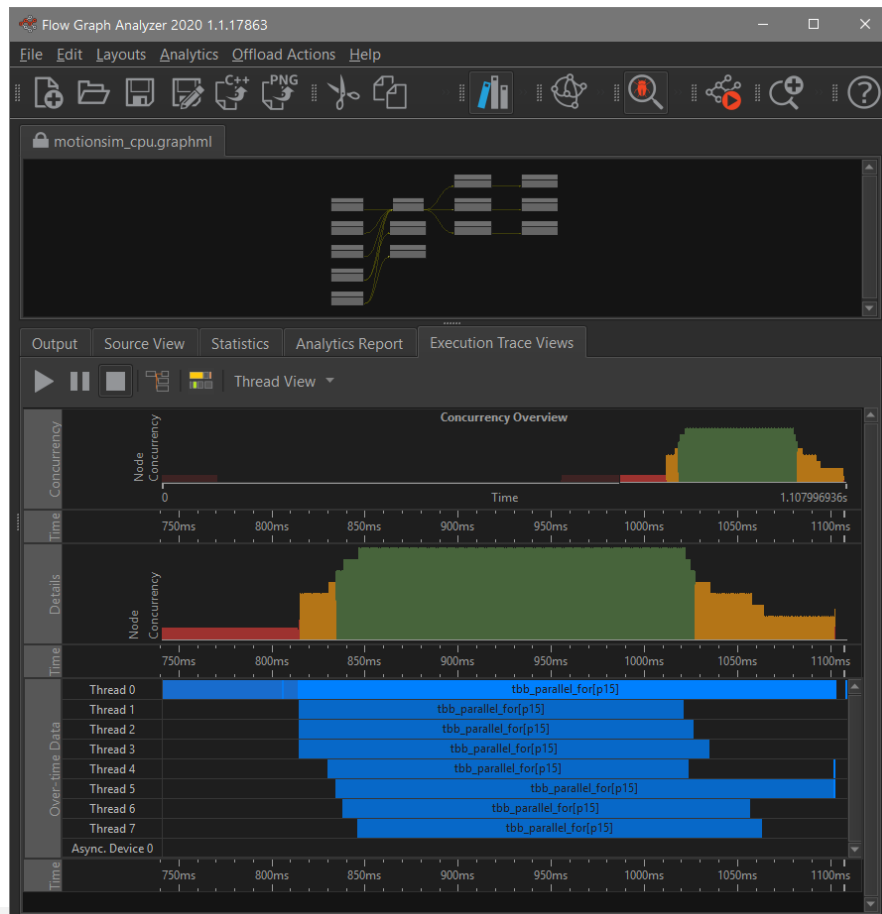 Flow Graph Analyzer 2020 1.1.17863
File Edit Layouts Analytics Offload Actions Help
C++ PNG
motionsim_cpu.graphml
Output Source View Statistics Analytics Report Execution Trace Views
Thread View
Concurrency
Node
Concurrency
Concurrency Overview
0 Time 1.107996936s
Time
750ms 800ms 850ms 900ms 950ms 1000ms 1050ms 1100ms
Details
Node
Concurrency
Time
750ms 800ms 850ms 900ms 950ms 1000ms 1050ms 1100ms
Over-time Data
Thread 0 tbb_parallel_for[p15]
Thread 1 tbb_parallel_for[p15]
Thread 2 tbb_parallel_for[p15]
Thread 3 tbb_parallel_for[p15]
Thread 4 tbb_parallel_for[p15]
Thread 5 tbb_parallel_for[p15]
Thread 6 tbb_parallel_for[p15]
Thread 7 tbb_parallel_for[p15]
Async. Device 0
Time
750ms 800ms 850ms 900ms 950ms 1000ms 1050ms 1100ms